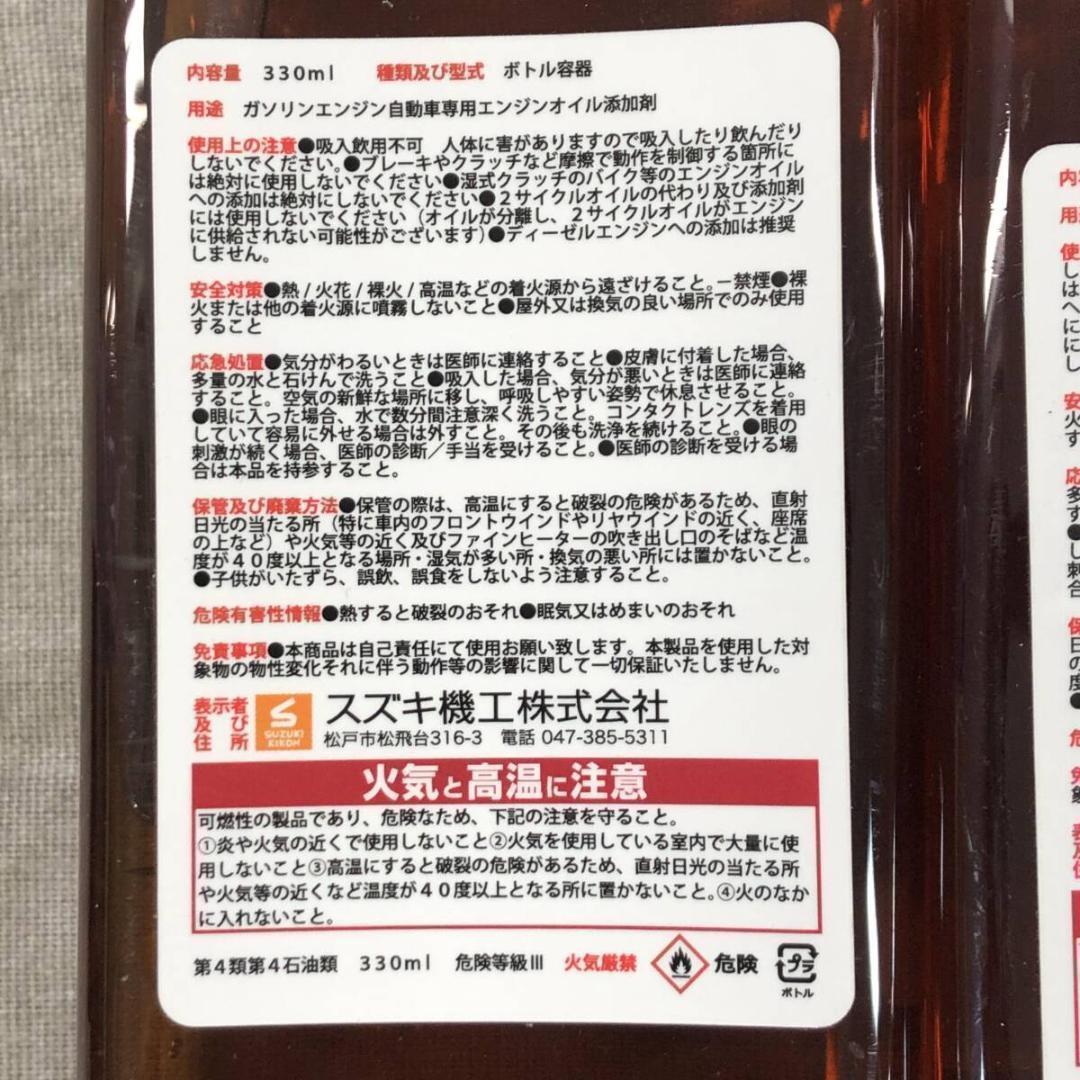 内容量 330ml 種類及び型式 ボトル容器
用途 ガソリンエンジン自動車専用エンジンオイル添加剤
使用上の注意●吸入飲用不可 人体に害がありますので吸入したり飲んだり
しないでください。●ブレーキやクラッチなど摩擦で動作を制御する箇所に
は絶対に使用しないでください●湿式クラッチのバイク等のエンジンオイル
への添加は絶対にしないでください●2サイクルオイルの代わり及び添加剤
には使用しないでください（オイルが分離し、2サイクルオイルがエンジン
に供給されない可能性がございます)●ディーゼルエンジンへの添加は推奨
しません。
安全対策●熱/火花/裸火/高温などの着火源から遠ざけること。－禁煙●裸
火または他の着火源に噴霧しないこと●屋外又は換気の良い場所でのみ使用
すること
応急処置●気分がわるいときは医師に連絡すること●皮膚に付着した場合、
多量の水と石けんで洗うこと●吸入した場合、気分が悪いときは医師に連絡
すること。空気の新鮮な場所に移し、呼吸しやすい姿勢で休息させること。
●眼に入った場合、水で数分間注意深く洗うこと。コンタクトレンズを着用
していて容易に外せる場合は外すこと。その後も洗浄を続けること。●眼の
刺激が続く場合、医師の診断／手当を受けること。●医師の診断を受ける場
合は本品を持参すること。
保管及び廃棄方法●保管の際は、高温にすると破裂の危険があるため、直射
日光の当たる所（特に車内のフロントウインドやリヤウインドの近く、座席
の上など）や火気等の近く及びファインヒーターの吹き出し口のそばなど温
度が４０度以上となる場所・湿気が多い所・換気の悪い所には置かないこと。
●子供がいたずら、誤飲、誤食をしないよう注意すること。
危険有害性情報●熱すると破裂のおそれ●眠気又はめまいのおそれ
免責事項●本商品は自己責任にて使用お願い致します。本製品を使用した対
象物の物性変化それに伴う動作等の影響に関して一切保証いたしません。
表示者
及び
住所
SUZUKI
KIKOH
スズキ機工株式会社
松戸市松飛台316-3 電話 047-385-5311
火気と高温に注意
可燃性の製品であり、危険なため、下記の注意を守ること。
①炎や火気の近くで使用しないこと②火気を使用している室内で大量に使
用しないこと③高温にすると破裂の危険があるため、直射日光の当たる所
や火気等の近くなど温度が４０度以上となる所に置かないこと。④火のなか
に入れないこと。
第4類第4石油類 330ml 危険等級Ⅲ 火気厳禁 危険 プラ
ボトル